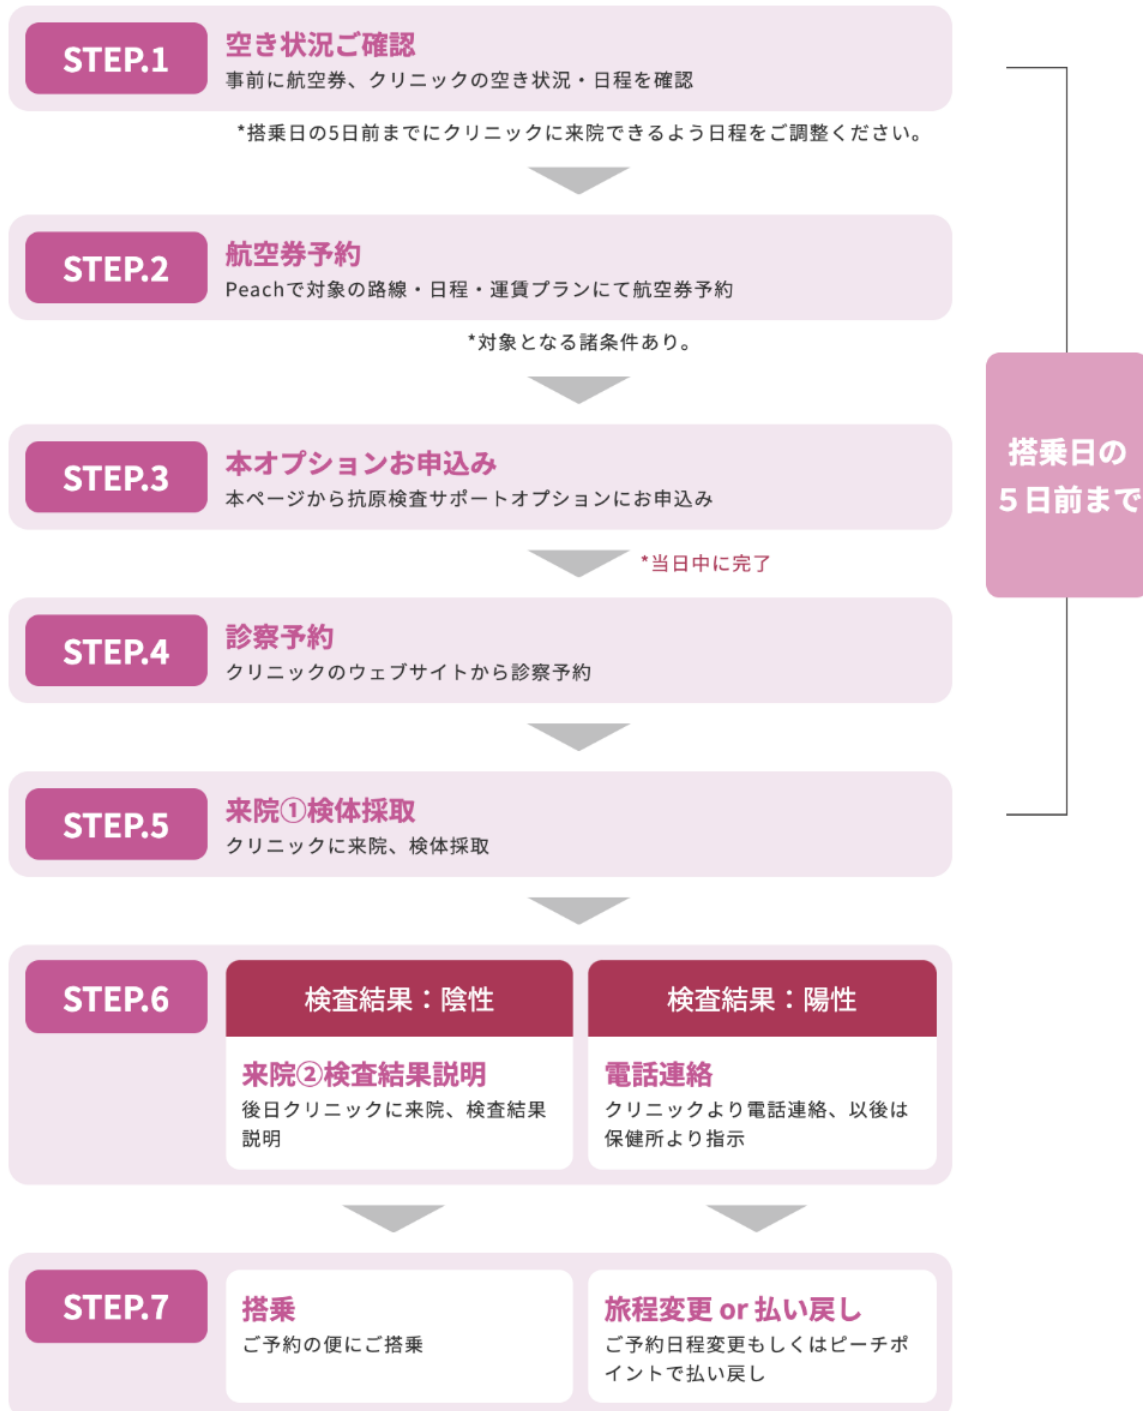 STEP.1
空き状況ご確認
事前に航空券、クリニックの空き状況・日程を確認
*搭乗日の5日前までにクリニックに来院できるよう日程をご調整ください。
STEP.2
航空券予約
Peachで対象の路線・日程・運賃プランにて航空券予約
*対象となる諸条件あり。
STEP.3
本オプションお申込み
本ページから抗原検査サポートオプションにお申込み
*当日中に完了
搭乗日の
５日前まで
STEP.4
診察予約
クリニックのウェブサイトから診察予約
STEP.5
来院①検体採取
クリニックに来院、検体採取
STEP.6
検査結果：陰性
来院②検査結果説明
後日クリニックに来院、検査結果
説明
検査結果：陽性
電話連絡
クリニックより電話連絡、以後は
保健所より指示
STEP.7
搭乗
ご予約の便にご搭乗
旅程変更 or 払い戻し
ご予約日程変更もしくはピーチポ
イントで払い戻し